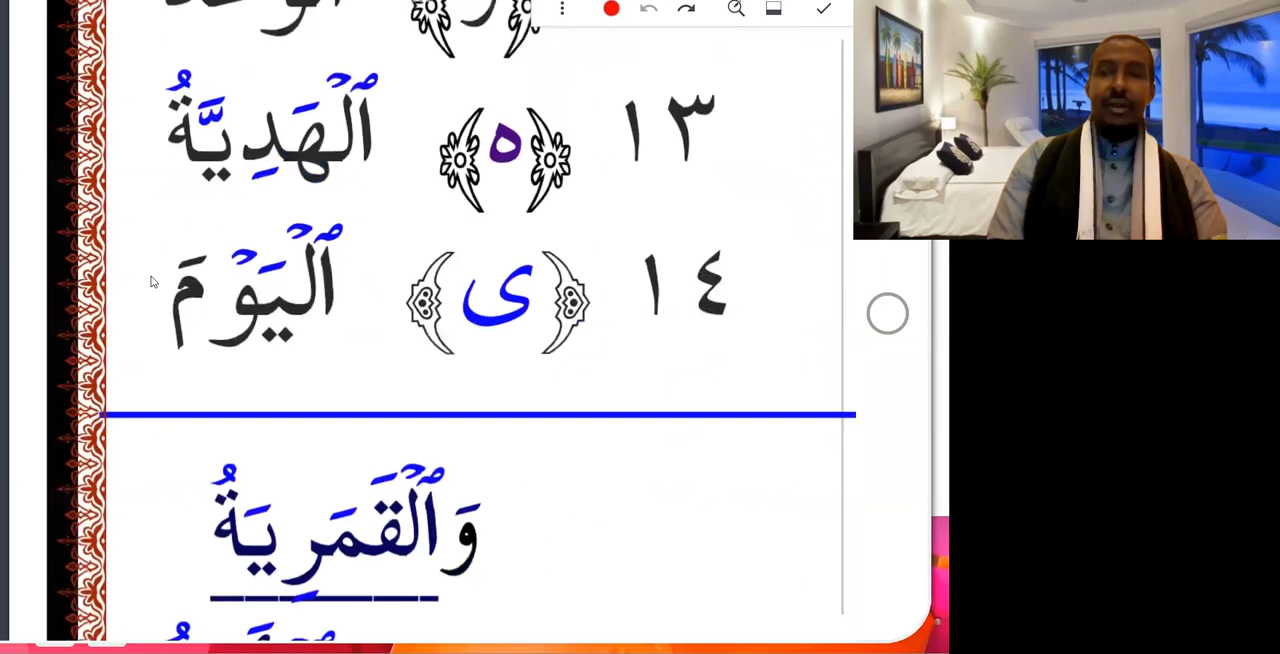 ١٣ ﴿ه﴾ ٱلۡهَدِيَّةُ
١٤ ﴿ى﴾ ٱلۡيَوۡمَ
وَٱلۡقَمَرِيَةُ